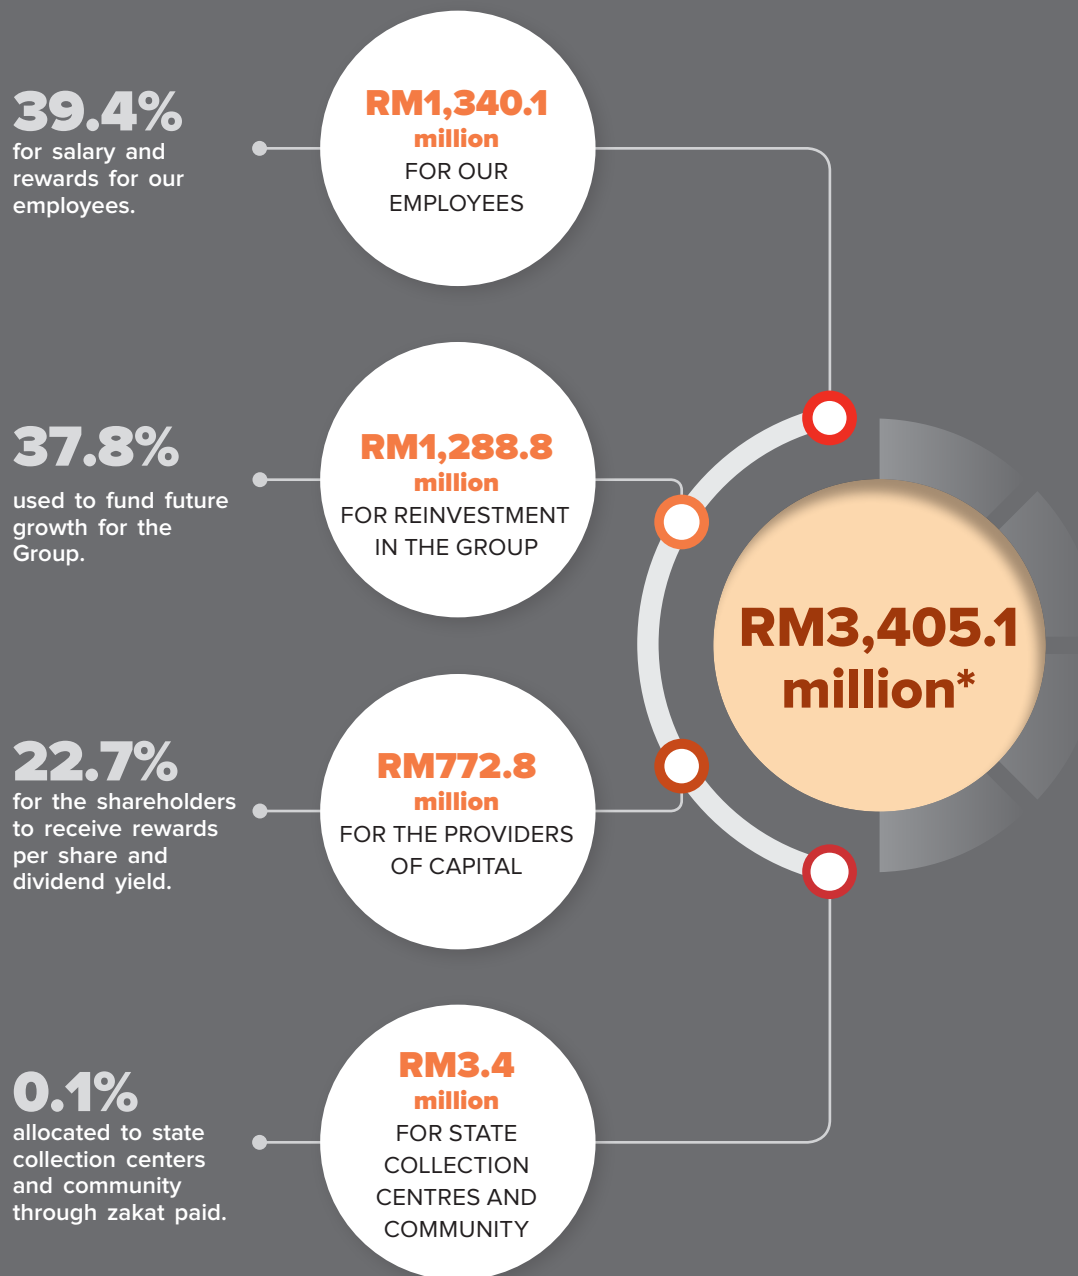 39.4%
for salary and
rewards for our
employees.
RM1,340.1
million
FOR OUR
EMPLOYEES
37.8%
used to fund future
growth for the
Group.
RM1,288.8
million
FOR REINVESTMENT
IN THE GROUP
RM3,405.1
million*
22.7%
for the shareholders
to receive rewards
per share and
dividend yield.
RM772.8
million
FOR THE PROVIDERS
OF CAPITAL
0.1%
allocated to state
collection centers
and community
through zakat paid.
RM3.4
million
FOR STATE
COLLECTION
CENTRES AND
COMMUNITY